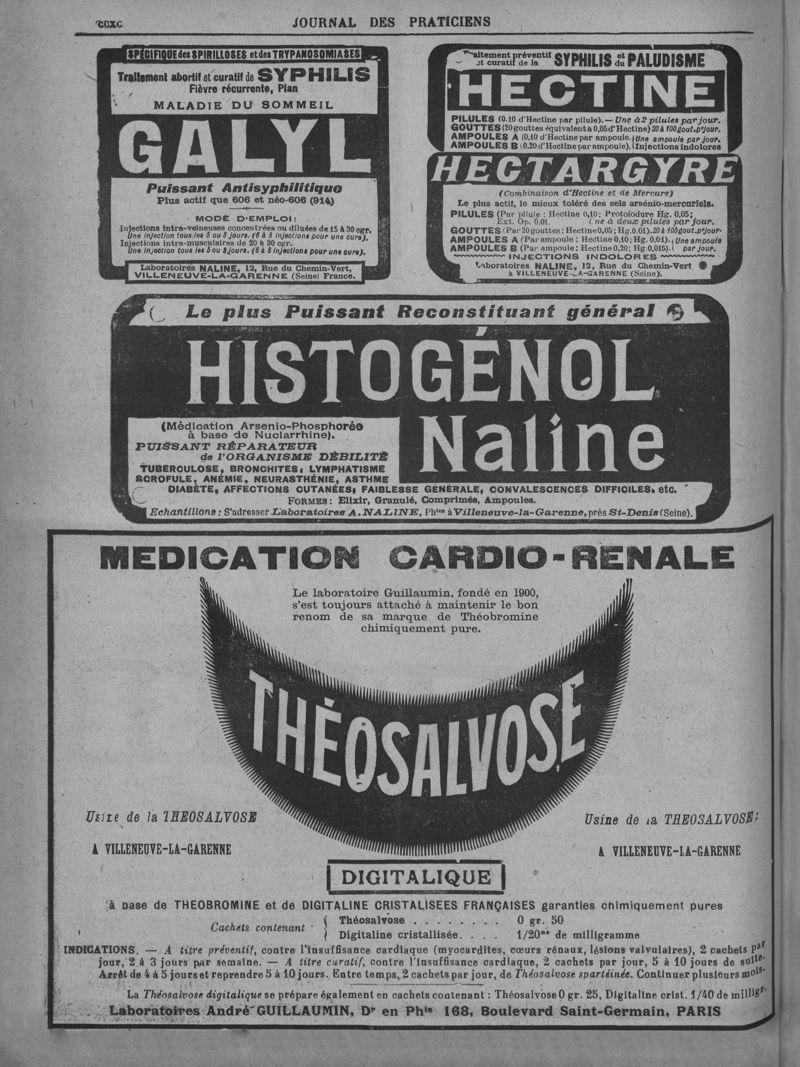 JOURNAL DES PRATICIENS
SPÉCIFIQUE des SPIRILLOSES et des TRYPANOSOMIASES
Traitement abortif et curatif de SYPHILIS
Fièvre récurrente, Pian
MALADIE DU SOMMEIL
GALYL
Puissant Antisyphilitique
Plus actif que 606 et néo-606 (914)
MODE D'EMPLOI :
Injections intra-veineuses concentrées ou diluées de 15 à 30 cgr.
Une injection tous les 5 ou 8 jours. (6 à 8 injections pour une cure).
Injections intra-musculaires de 20 à 30 cgr.
Une injection tous les 5 ou 8 jours. (6 à 8 injections pour une cure).
Laboratoires NALINE, 12, Rue du Chemin-Vert,
VILLENEUVE-LA-GARENNE (Seine) France.
Traitement préventif et curatif de la SYPHILIS et du PALUDISME
HECTINE
PILULES (0.10 d'Hectine par pilule). — Une à 2 pilules par jour.
GOUTTES (20 gouttes équivalent à 0,05 d'Hectine) 20 à 100 gout. p. jour.
AMPOULES A (0,10 d'Hectine par ampoule. Une ampoule par jour.
AMPOULES B (0,20 d'Hectine par ampoule). Injections indolores
HECTARGYRE
(Combinaison d'Hectine et de Mercure)
Le plus actif, le mieux toléré des sels arsénio-mercuriels.
PILULES (Par pilule : Hectine 0,10; Protoiodure Hg. 0,05;
Ext. Op. 0.01. Une à deux pilules par jour.
GOUTTES (Par 20 gouttes : Hectine 0,05; Hg. 0.01). 20 à 100 gout. p. jour.
AMPOULES A (Par ampoule : Hectine 0,10; Hg. 0,01). Une ampoule
AMPOULES B (Par ampoule : Hectine 0,20; Hg. 0,015). par jour.
INJECTIONS INDOLORES
Laboratoires NALINE, 12, Rue du Chemin-Vert
à VILLENEUVE-LA-GARENNE (Seine).
Le plus Puissant Reconstituant général
HISTOGÉNOL
Naline
(Médication Arsenio-Phosphorée
à base de Nuclarrhine).
PUISSANT RÉPARATEUR
de l'ORGANISME DÉBILITÉ
TUBERCULOSE, BRONCHITES, LYMPHATISME
SCROFULE, ANÉMIE, NEURASTHÉNIE, ASTHME
DIABÈTE, AFFECTIONS CUTANÉES, FAIBLESSE GÉNÉRALE, CONVALESCENCES DIFFICILES, etc.
FORMES : Elixir, Granulé, Comprimés, Ampoules.
Echantillons : S'adresser Laboratoires A. NALINE, Phien à Villeneuve-la-Garenne, près St-Denis (Seine).
MEDICATION CARDIO-RENALE
Le laboratoire Guillaumin, fondé en 1900,
s'est toujours attaché à maintenir le bon
renom de sa marque de Théobromine
chimiquement pure.
THÉOSALVOSE
Usine de la THEOSALVOSE
A VILLENEUVE-LA-GARENNE
Usine de la THEOSALVOSE
A VILLENEUVE-LA-GARENNE
DIGITALIQUE
à base de THEOBROMINE et de DIGITALINE CRISTALISEES FRANÇAISES garanties chimiquement pures
Cachets contenant
Théosalvose . . . . . . . . 0 gr. 50
Digitaline cristallisée. . . . 1/20me de milligramme
INDICATIONS. — A titre préventif, contre l'insuffisance cardiaque (myocardites, cœurs rénaux, lésions valvulaires), 2 cachets par
jour, 2 à 3 jours par semaine. — A titre curatif, contre l'insuffisance cardiaque, 2 cachets par jour, 5 à 10 jours de suite.
Arrêt de 4 à 5 jours et reprendre 5 à 10 jours. Entre temps, 2 cachets par jour, de Théosalvose spartéinée. Continuer plusieurs mois.
La Théosalvose digitalique se prépare également en cachets contenant : Théosalvose 0 gr. 25, Digitaline crist. 1/40 de milligr.
Laboratoires André GUILLAUMIN, Dr en Phie 168, Boulevard Saint-Germain, PARIS